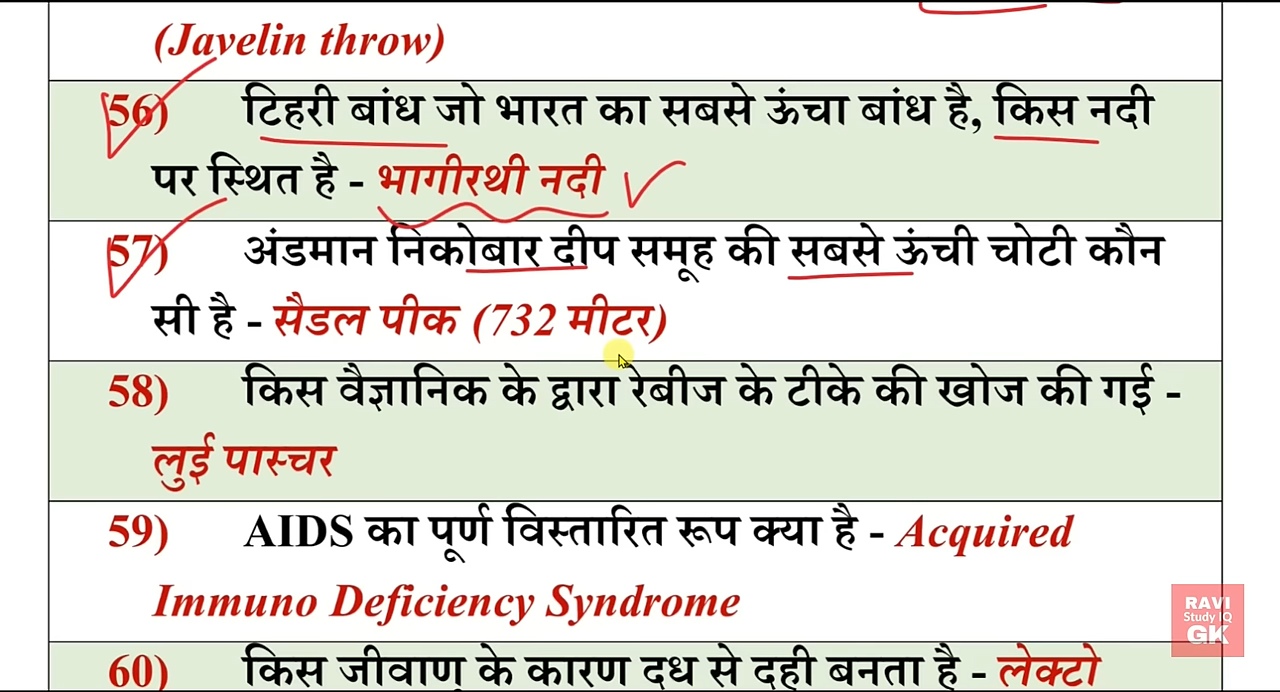 (Javelin throw)
56) टिहरी बांध जो भारत का सबसे ऊंचा बांध है, किस नदी
पर स्थित है - भागीरथी नदी
57) अंडमान निकोबार दीप समूह की सबसे ऊंची चोटी कौन
सी है - सैडल पीक (732 मीटर)
58) किस वैज्ञानिक के द्वारा रेबीज के टीके की खोज की गई -
लुई पास्चर
59) AIDS का पूर्ण विस्तारित रूप क्या है - Acquired
Immuno Deficiency Syndrome
60) किस जीवाणु के कारण दूध से दही बनता है - लेक्टो
RAVI
Study IQ
GK